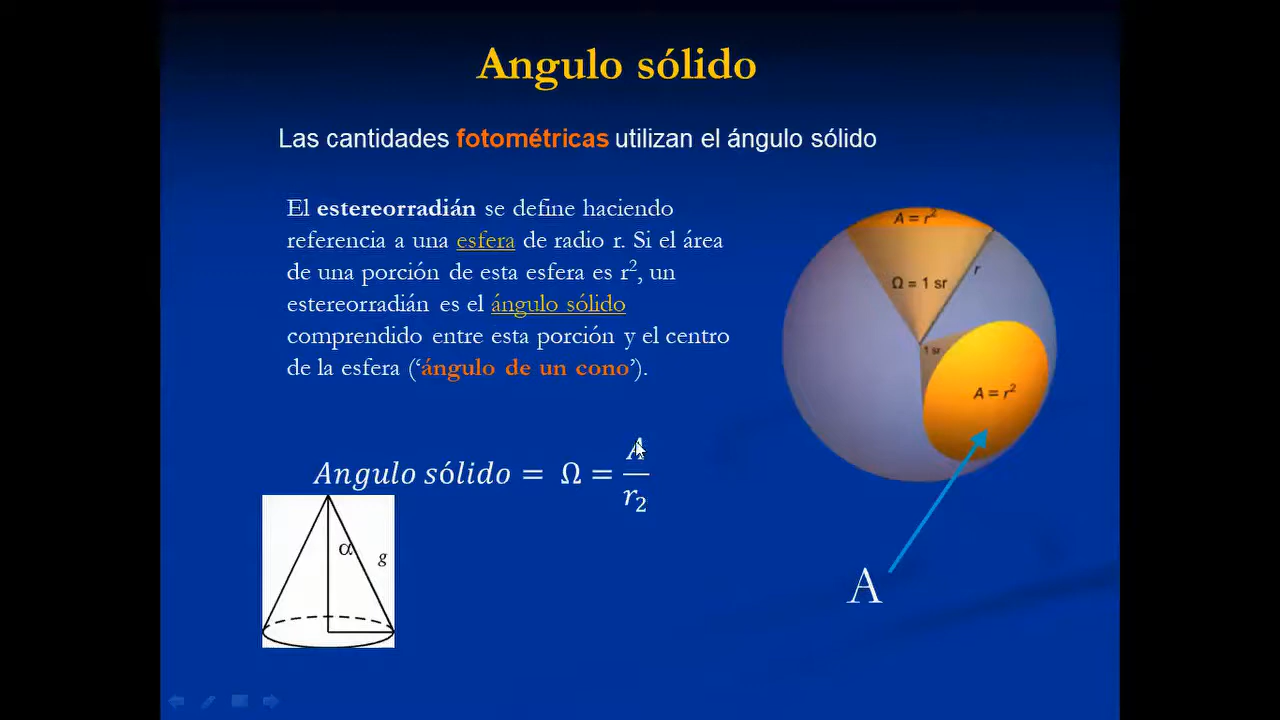 Angulo sólido
Las cantidades fotométricas utilizan el ángulo sólido
El estereorradián se define haciendo
referencia a una esfera de radio r. Si el área
de una porción de esta esfera es r², un
estereorradián es el ángulo sólido
comprendido entre esta porción y el centro
de la esfera (‘ángulo de un cono’).
Angulo sólido = Ω = A/r₂
α
g
A = r²
Ω = 1 sr
r
1 sr
A = r²
A